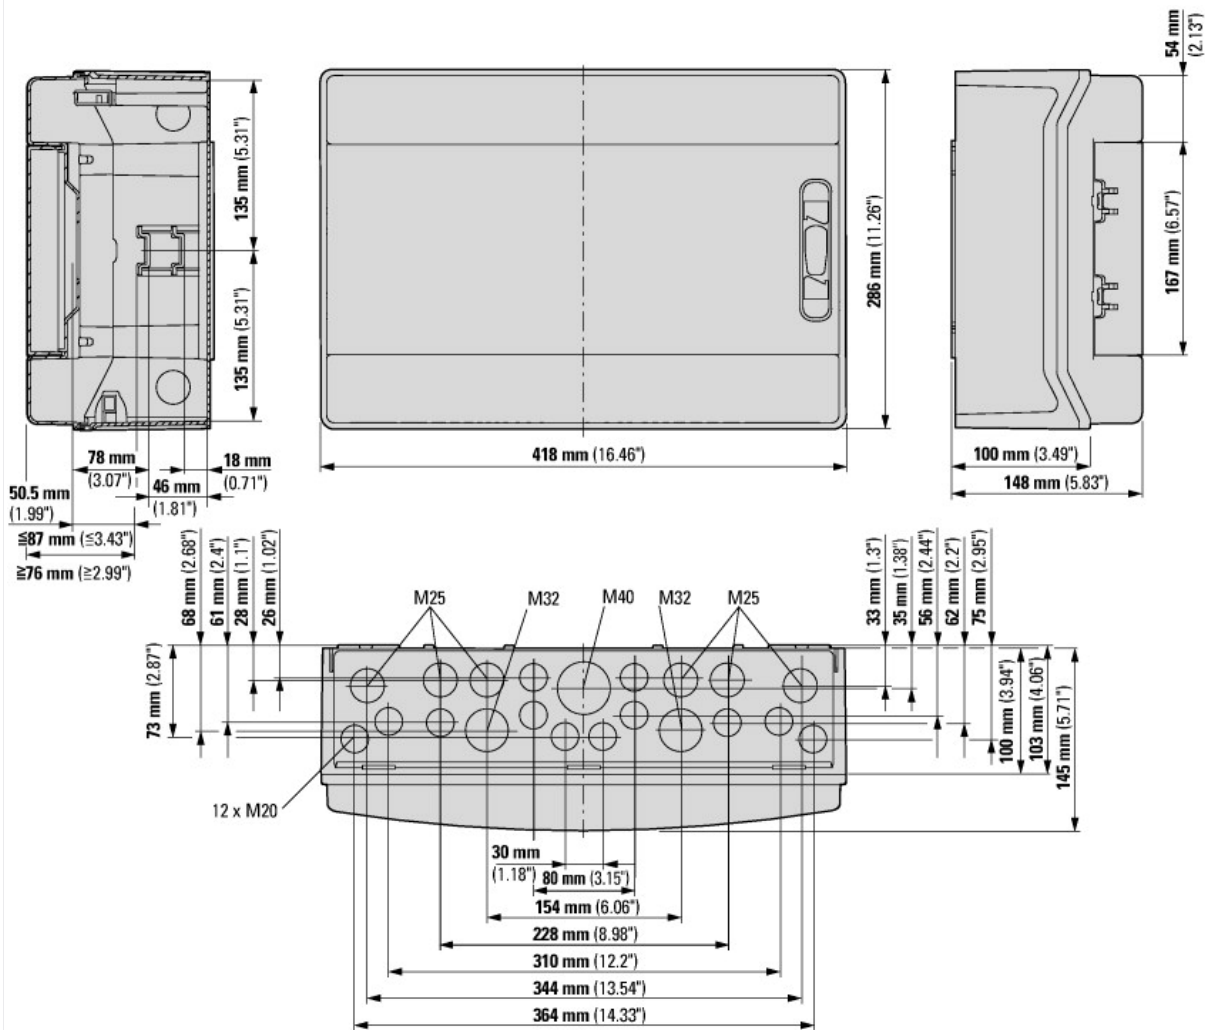 54 mm
(2.13")
135 mm (5.31")
135 mm (5.31")
286 mm (11.26")
167 mm (6.57")
418 mm (16.46")
100 mm (3.49")
148 mm (5.83")
78 mm
(3.07")
18 mm
(0.71")
50.5 mm
(1.99")
46 mm
(1.81")
≦87 mm (≦3.43")
≧76 mm (≧2.99")
68 mm (2.68")
61 mm (2.4")
28 mm (1.1")
26 mm (1.02")
33 mm (1.3")
35 mm (1.38")
56 mm (2.44")
62 mm (2.2")
75 mm (2.95")
M25
M32
M40
M32
M25
73 mm (2.87")
100 mm (3.94")
103 mm (4.06")
145 mm (5.71")
12 x M20
30 mm
(1.18")
80 mm (3.15")
154 mm (6.06")
228 mm (8.98")
310 mm (12.2")
344 mm (13.54")
364 mm (14.33")